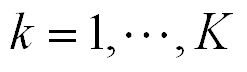 k = 1, ⋯, K